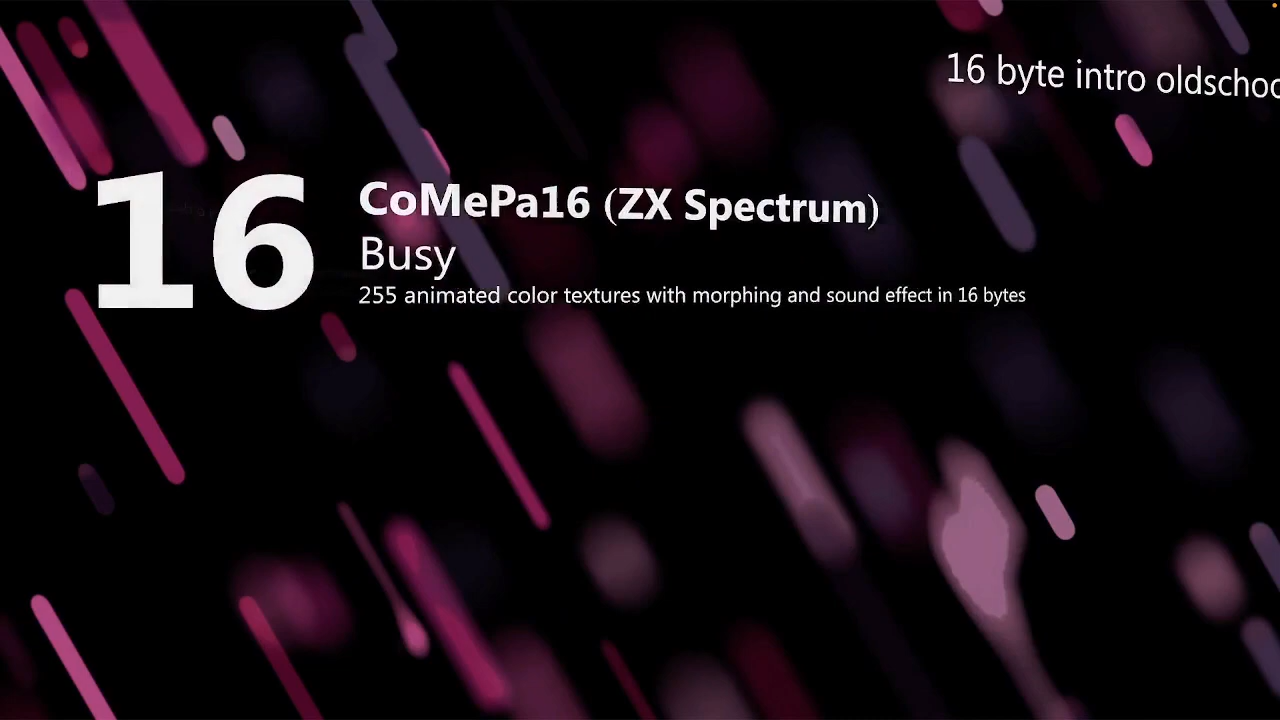 16 byte intro oldschoo
16
CoMePa16 (ZX Spectrum)
Busy
255 animated color textures with morphing and sound effect in 16 bytes